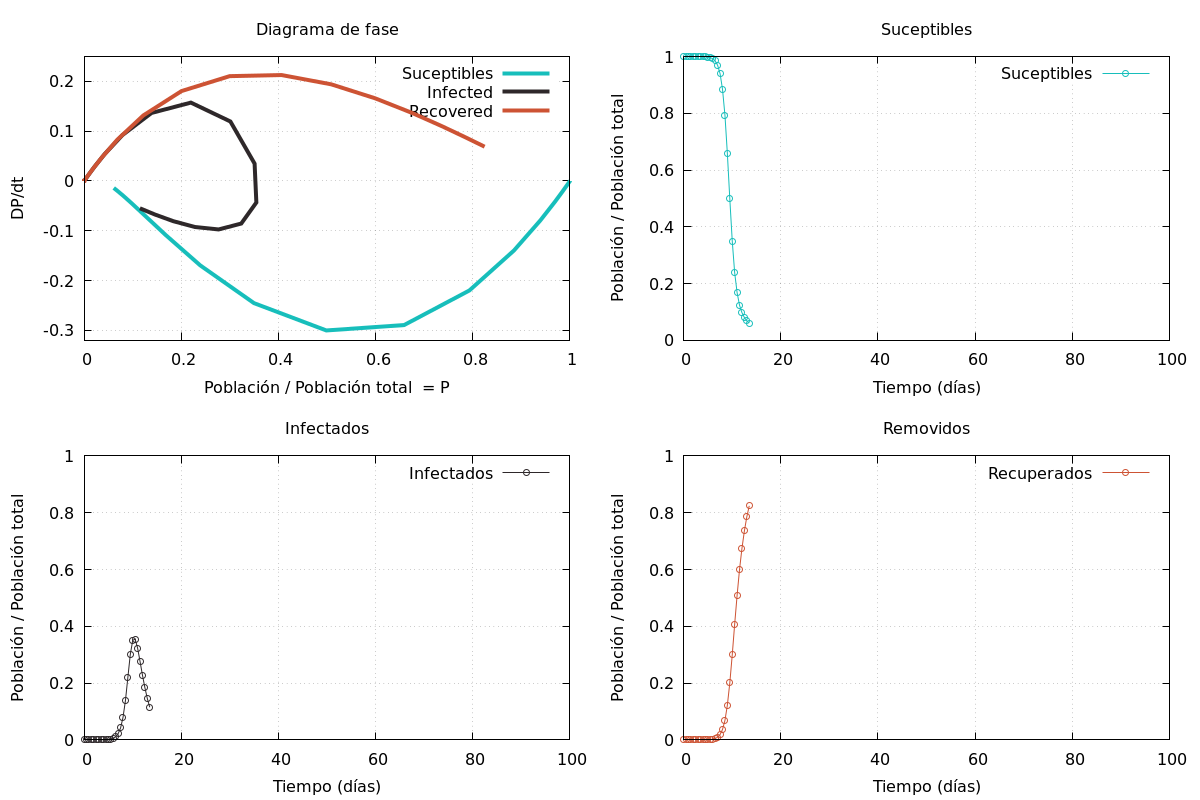 Diagrama de fase
Suceptibles
Infected
Recovered
0.2
0.1
0
-0.1
-0.2
-0.3
DP/dt
0 0.2 0.4 0.6 0.8 1
Población / Población total = P
Suceptibles
Suceptibles
1
0.8
0.6
0.4
0.2
0
Población / Población total
0 20 40 60 80 100
Tiempo (días)
Infectados
Infectados
1
0.8
0.6
0.4
0.2
0
Población / Población total
0 20 40 60 80 100
Tiempo (días)
Removidos
Recuperados
1
0.8
0.6
0.4
0.2
0
Población / Población total
0 20 40 60 80 100
Tiempo (días)